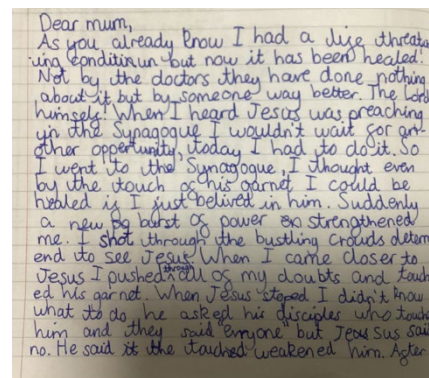 Dear mum,
As you already know I had a life threate
-ing conditinun but now it has been healed!
Not by the doctors they have done nothing
about it but by someone way better. The Lord
himself! When I heard Jesus was preaching
in the Synagogue I wouldn't wait for an-
other oppertunity, today I had to do it. So
I went to the Synagogue, I thought even
by the touch of his garnet, I could be
healed if I just belived in him. Suddenly
a new burst of power strengthened
me. I shot through the bustling crowds determ
end to see Jesus. When I came closer to
Jesus I pushed through all of my doubts and touch
ed his garnet. When Jesus stoped I didn't know
what to do he asked his disciples who touch
him and they said "enryone" but Jesus sus said
no. He said it the touched weakened him. After